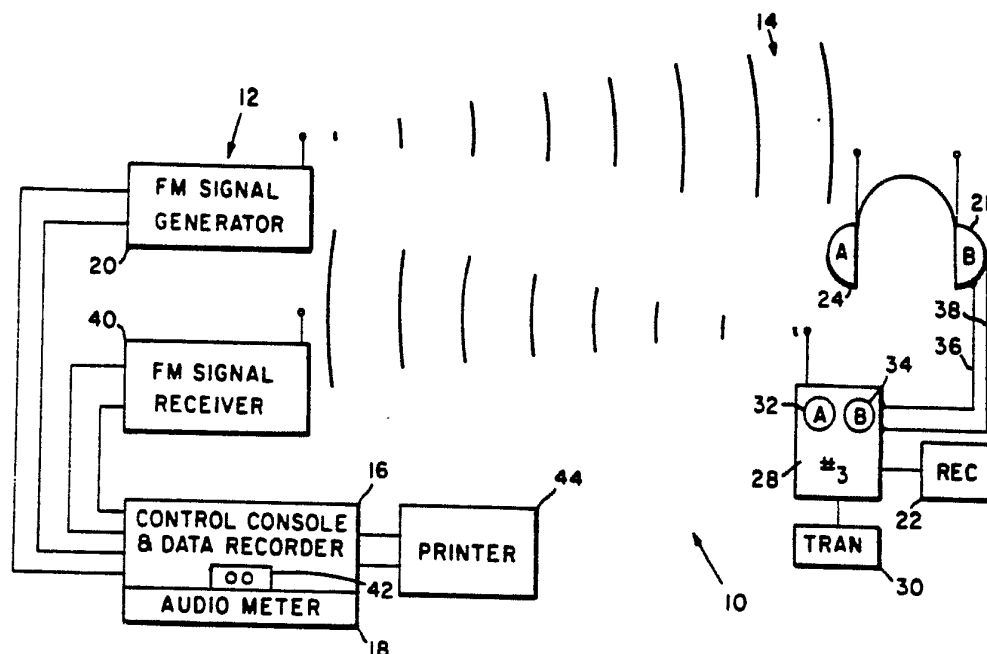 14
12
FM SIGNAL
GENERATOR
20
A
B
24
38
40
36
34
FM SIGNAL
RECEIVER
32
A
B
#3
28
REC
22
16
44
CONTROL CONSOLE
& DATA RECORDER
PRINTER
TRAN
30
42
AUDIO METER
10
18